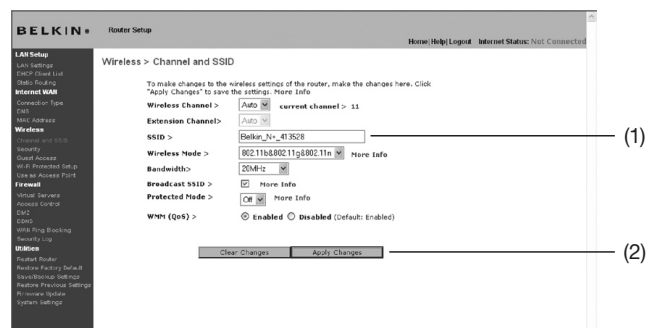 BELKIN
Router Setup
Home|Help|Logout Internet Status: Not Connected
LAN Setup
LAN Settings
DHCP Client List
Static Routing
Internet WAN
Connection Type
DNS
MAC Address
Wireless
Channel and SSID
Security
Guest Access
Wi-Fi Protected Setup
Use as Access Point
Firewall
Virtual Servers
Access Control
DMZ
DDNS
WAN Ping Blocking
Security Log
Utilities
Restart Router
Restore Factory Default
Save/Backup Settings
Restore Previous Settings
Firmware Update
System Settings
Wireless > Channel and SSID
To make changes to the wireless settings of the router, make the changes here. Click
"Apply Changes" to save the settings. More Info
Wireless Channel > Auto current channel > 11
Extension Channel> Auto
SSID > Belkin_N+_413528
(1)
Wireless Mode > 802.11b&802.11g&802.11n More Info
Bandwidth> 20MHz
Broadcast SSID > More Info
Protected Mode > Off More Info
WMM (QoS) > Enabled Disabled (Default: Enabled)
Clear Changes Apply Changes
(2)